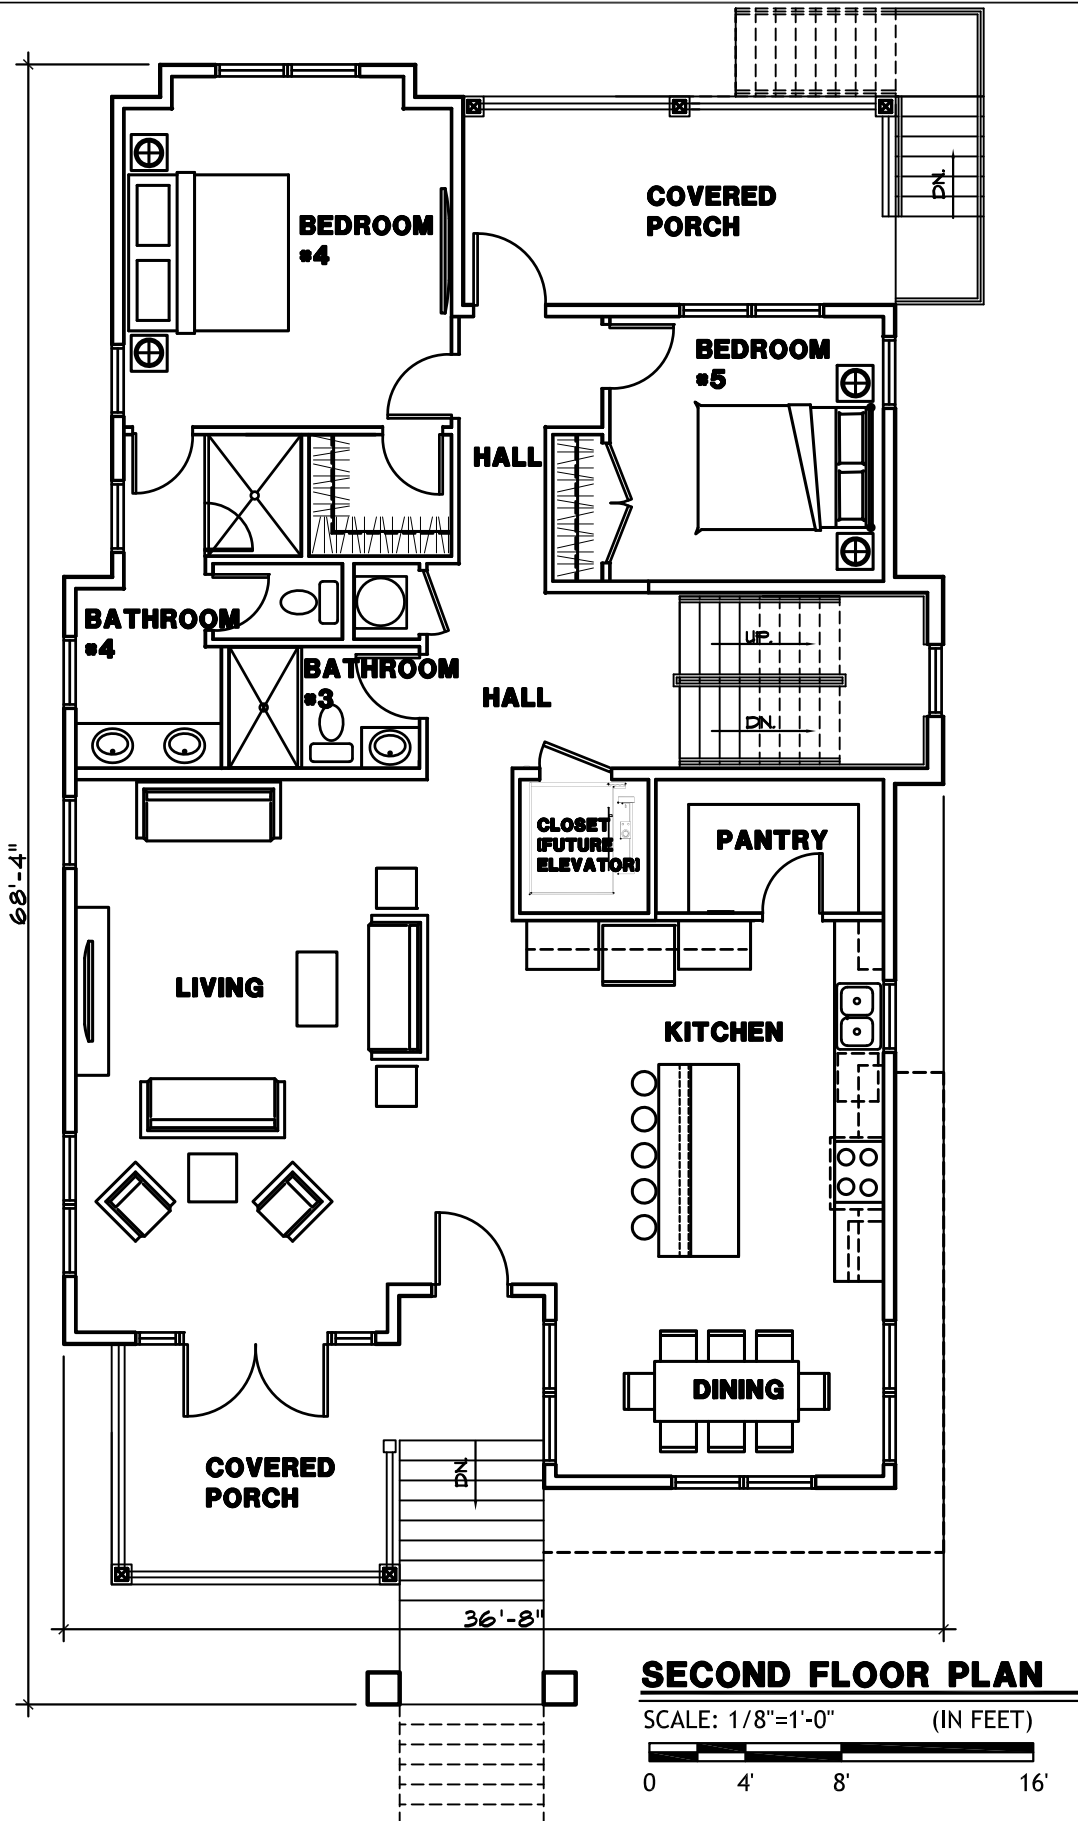 DN.
COVERED
PORCH
BEDROOM
#4
BEDROOM
#5
HALL
BATHROOM
#4
UP.
BATHROOM
#3
HALL
DN.
CLOSET
(FUTURE
ELEVATOR)
PANTRY
68'-4"
LIVING
KITCHEN
DINING
COVERED
PORCH
DN.
36'-8"
SECOND FLOOR PLAN
SCALE: 1/8"=1'-0" (IN FEET)
0 4' 8' 16'